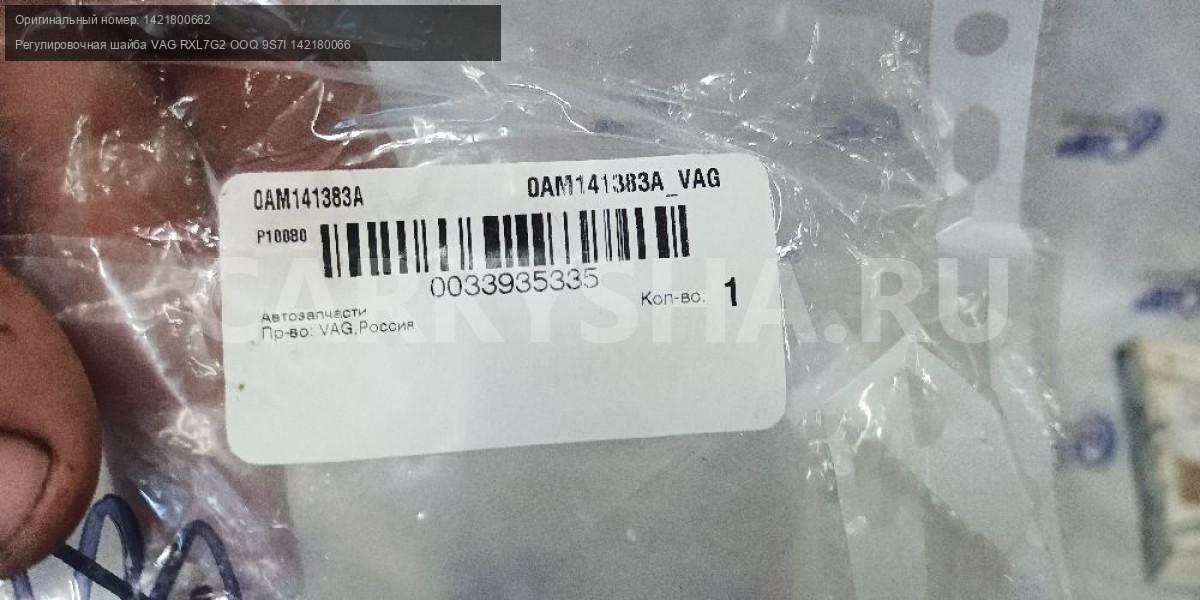 Оригинальный номер: 1421800662
Регулировочная шайба VAG RXL7G2 OOQ 9S7I 142180066
0AM141383A 0AM141383A_VAG
P10080
0033935335
Кол-во: 1
Автозапчасти
Пр-во: VAG,Россия
CARKYSHA.RU